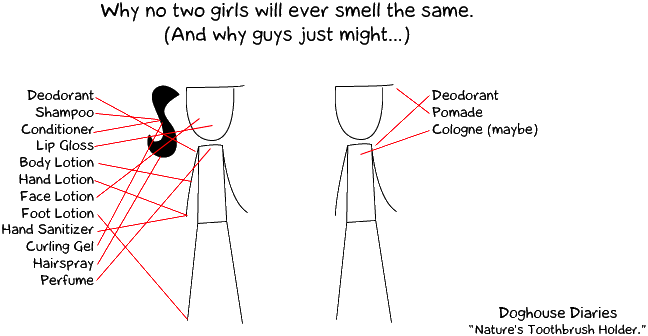 Why no two girls will ever smell the same.
(And why guys just might...)
Deodorant
Shampoo
Conditioner
Lip Gloss
Body Lotion
Hand Lotion
Face Lotion
Foot Lotion
Hand Sanitizer
Curling Gel
Hairspray
Perfume
Deodorant
Pomade
Cologne (maybe)
Doghouse Diaries
"Nature's Toothbrush Holder."